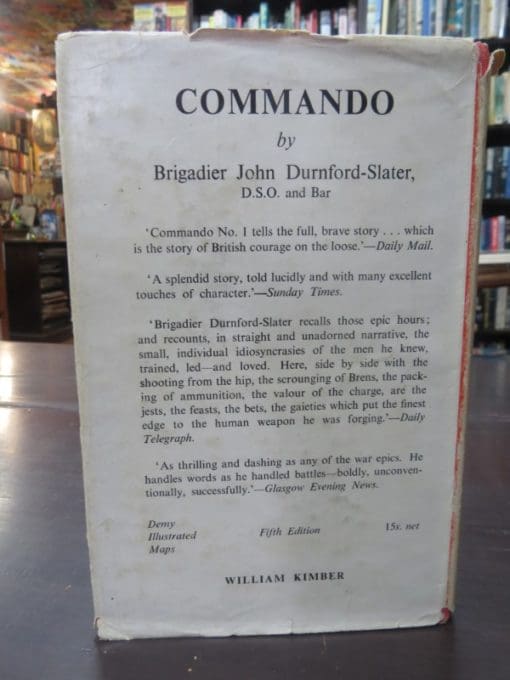 COMMANDO
by
Brigadier John Durnford-Slater,
D.S.O. and Bar
‘Commando No. 1 tells the full, brave story . . . which
is the story of British courage on the loose.’—Daily Mail.
‘A splendid story, told lucidly and with many excellent
touches of character.’—Sunday Times.
‘Brigadier Durnford-Slater recalls those epic hours;
and recounts, in straight and unadorned narrative, the
small, individual idiosyncrasies of the men he knew,
trained, led—and loved. Here, side by side with the
shooting from the hip, the scrounging of Brens, the pack-
ing of ammunition, the valour of the charge, are the
jests, the feasts, the bets, the gaieties which put the finest
edge to the human weapon he was forging.’—Daily
Telegraph.
‘As thrilling and dashing as any of the war epics. He
handles words as he handled battles—boldly, unconven-
tionally, successfully.’—Glasgow Evening News.
Demy
Illustrated
Maps
Fifth Edition
15s. net
WILLIAM KIMBER